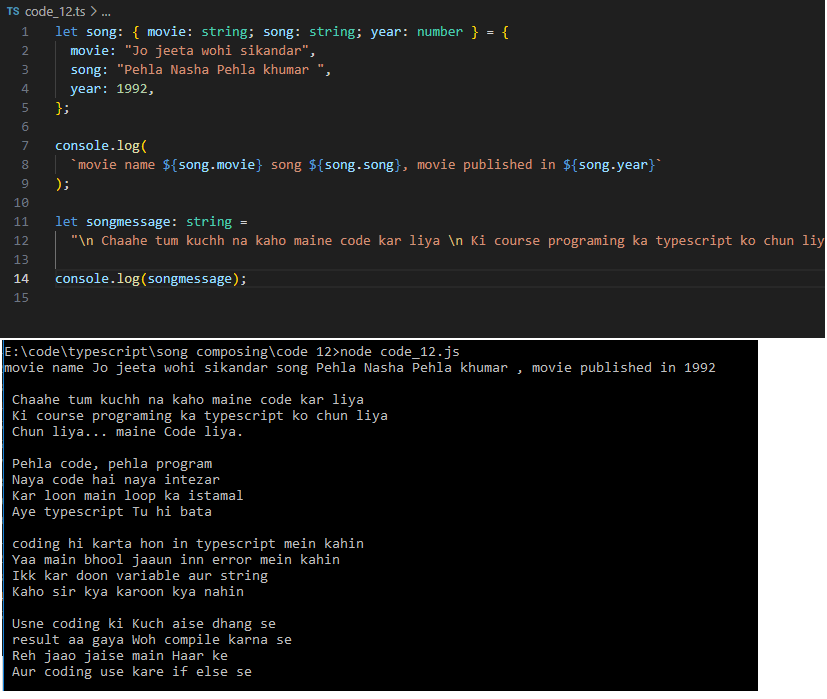 TS code_12.ts > ...
1 let song: { movie: string; song: string; year: number } = {
2 movie: "Jo jeeta wohi sikandar",
3 song: "Pehla Nasha Pehla khumar ",
4 year: 1992,
5 };
6
7 console.log(
8 `movie name ${song.movie} song ${song.song}, movie published in ${song.year}`
9 );
10
11 let songmessage: string =
12 "\n Chaahe tum kuchh na kaho maine code kar liya \n Ki course programing ka typescript ko chun liy
13
14 console.log(songmessage);
15
E:\code\typescript\song composing\code 12>node code_12.js
movie name Jo jeeta wohi sikandar song Pehla Nasha Pehla khumar , movie published in 1992
Chaahe tum kuchh na kaho maine code kar liya
Ki course programing ka typescript ko chun liya
Chun liya... maine Code liya.
Pehla code, pehla program
Naya code hai naya intezar
Kar loon main loop ka istamal
Aye typescript Tu hi bata
coding hi karta hon in typescript mein kahin
Yaa main bhool jaaun inn error mein kahin
Ikk kar doon variable aur string
Kaho sir kya karoon kya nahin
Usne coding ki Kuch aise dhang se
result aa gaya Woh compile karna se
Reh jaao jaise main Haar ke
Aur coding use kare if else se